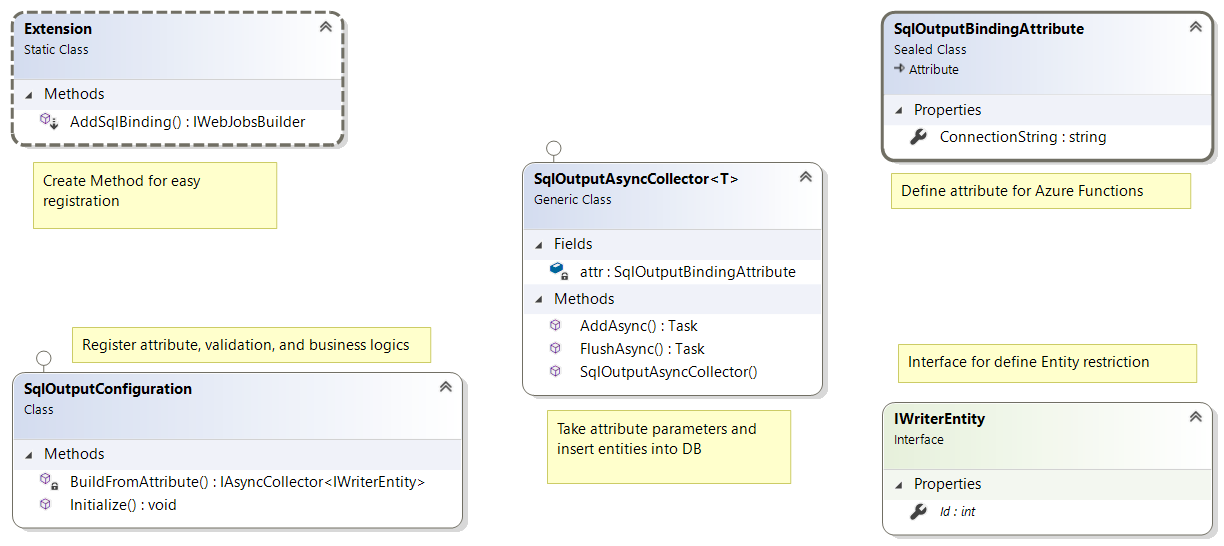 Extension
Static Class
Methods
AddSqlBinding() : IWebJobsBuilder
Create Method for easy
registration
Register attribute, validation, and business logics
SqlOutputConfiguration
Class
Methods
BuildFromAttribute() : IAsyncCollector<IWriterEntity>
Initialize() : void
SqlOutputAsyncCollector<T>
Generic Class
Fields
attr : SqlOutputBindingAttribute
Methods
AddAsync() : Task
FlushAsync() : Task
SqlOutputAsyncCollector()
Take attribute parameters and
insert entities into DB
SqlOutputBindingAttribute
Sealed Class
Attribute
Properties
ConnectionString : string
Define attribute for Azure Functions
Interface for define Entity restriction
IWriterEntity
Interface
Properties
Id : int